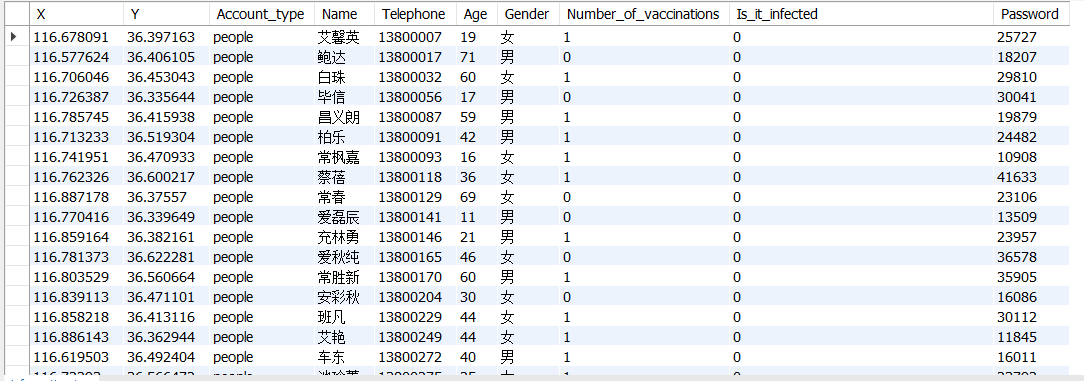 X Y Account_type Name Telephone Age Gender Number_of_vaccinations Is_it_infected Password
116.678091 36.397163 people 艾馨英 13800007 19 女 1 0 25727
116.577624 36.406105 people 鲍达 13800017 71 男 0 0 18207
116.706046 36.453043 people 白珠 13800032 60 女 1 0 29810
116.726387 36.335644 people 毕信 13800056 17 男 0 0 30041
116.785745 36.415938 people 昌义朗 13800087 59 男 1 0 19879
116.713233 36.519304 people 柏乐 13800091 42 男 1 0 24482
116.741951 36.470933 people 常枫嘉 13800093 16 女 1 0 10908
116.762326 36.600217 people 蔡蓓 13800118 36 女 1 0 41633
116.887178 36.37557 people 常春 13800129 69 女 0 0 23106
116.770416 36.339649 people 爱磊辰 13800141 11 男 0 0 13509
116.859164 36.382161 people 充林勇 13800146 21 男 1 0 23957
116.781373 36.622281 people 爱秋纯 13800165 46 女 0 0 36578
116.803529 36.560664 people 常胜新 13800170 60 男 1 0 35905
116.839113 36.471101 people 安彩秋 13800204 30 女 0 0 16086
116.858218 36.413116 people 班凡 13800229 44 女 1 0 30112
116.886143 36.362944 people 艾艳 13800249 44 女 1 0 11845
116.619503 36.492404 people 车东 13800272 40 男 1 0 16011
people 13800275 女 1 0